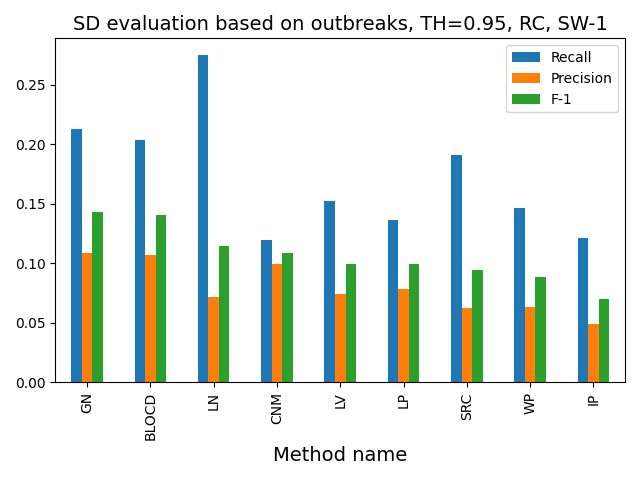 SD evaluation based on outbreaks, TH=0.95, RC, SW-1
Recall
Precision
F-1
0.25
0.20
0.15
0.10
0.05
0.00
GN
BLOCD
LN
CNM
LV
LP
SRC
WP
IP
Method name